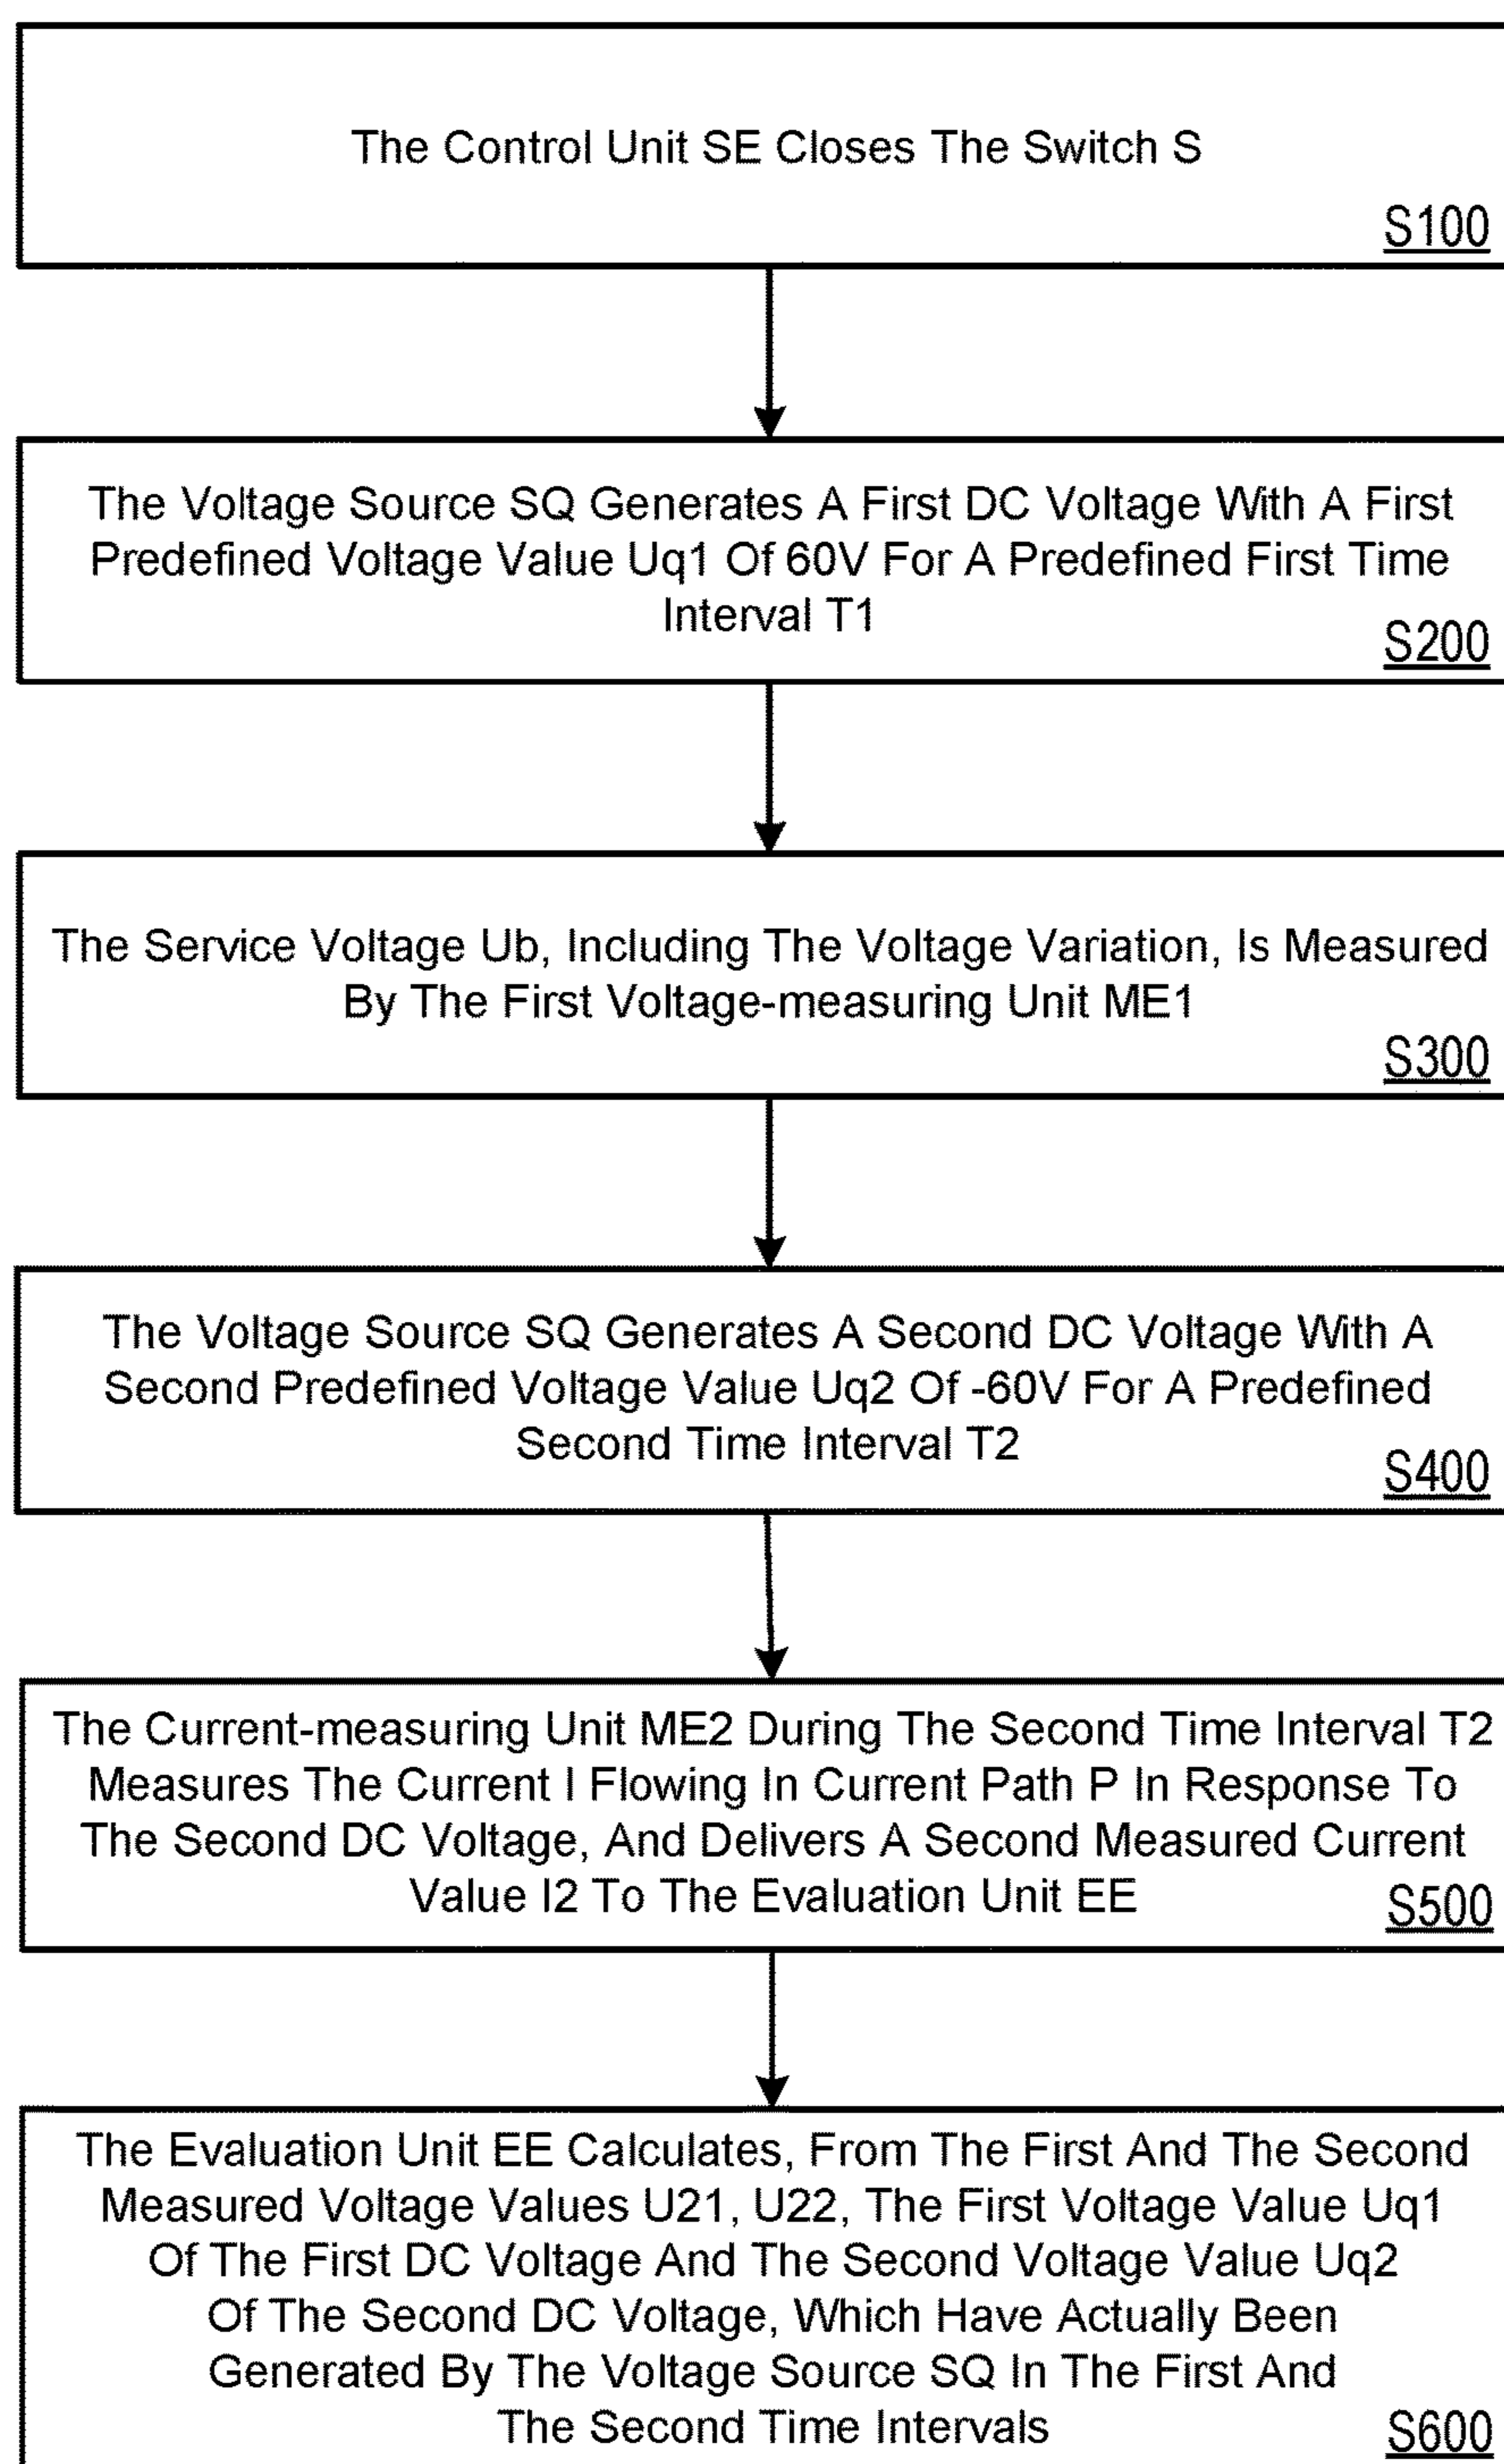 The Control Unit SE Closes The Switch S
S100
The Voltage Source SQ Generates A First DC Voltage With A First
Predefined Voltage Value Uq1 Of 60V For A Predefined First Time
Interval T1
S200
The Service Voltage Ub, Including The Voltage Variation, Is Measured
By The First Voltage-measuring Unit ME1
S300
The Voltage Source SQ Generates A Second DC Voltage With A
Second Predefined Voltage Value Uq2 Of -60V For A Predefined
Second Time Interval T2
S400
The Current-measuring Unit ME2 During The Second Time Interval T2
Measures The Current I Flowing In Current Path P In Response To
The Second DC Voltage, And Delivers A Second Measured Current
Value I2 To The Evaluation Unit EE
S500
The Evaluation Unit EE Calculates, From The First And The Second
Measured Voltage Values U21, U22, The First Voltage Value Uq1
Of The First DC Voltage And The Second Voltage Value Uq2
Of The Second DC Voltage, Which Have Actually Been
Generated By The Voltage Source SQ In The First And
The Second Time Intervals
S600